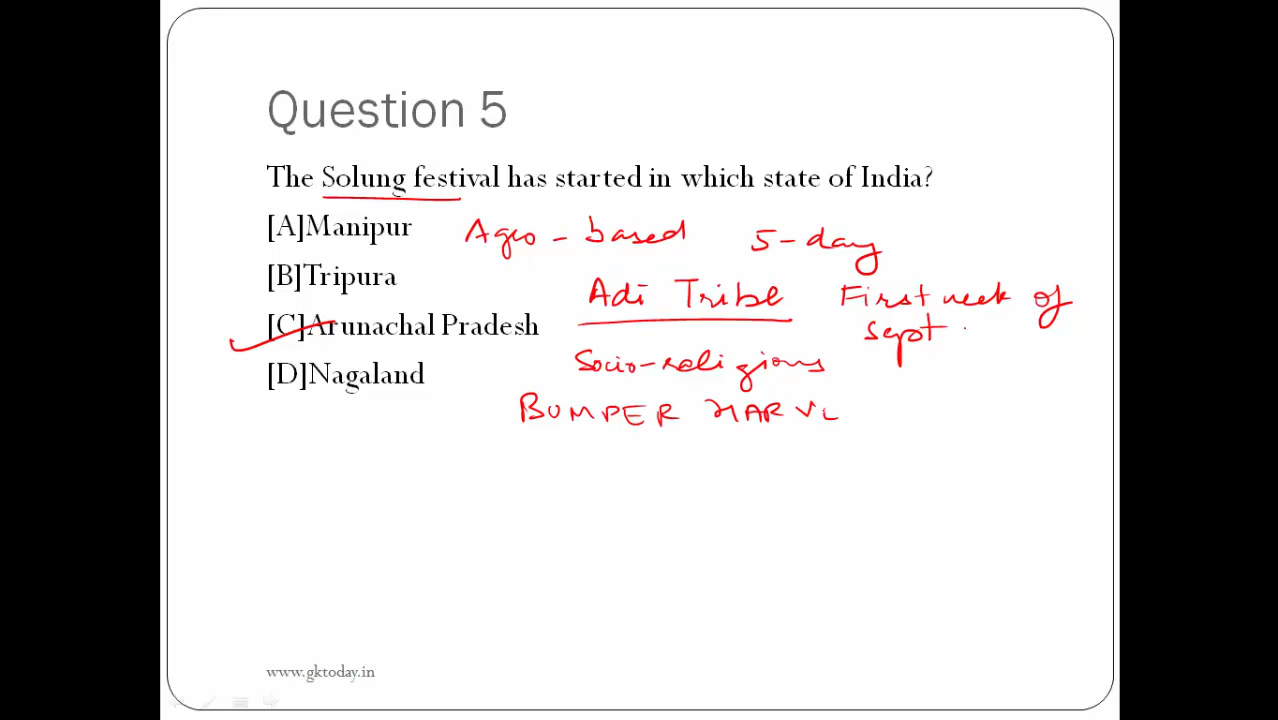 Question 5
The Solung festival has started in which state of India?
[A]Manipur
Agro - based 5-day
[B]Tripura
Adi Tribe First week of
[C]Arunachal Pradesh
sept
[D]Nagaland
Socio-religious
BUMPER HARVE
www.gktoday.in